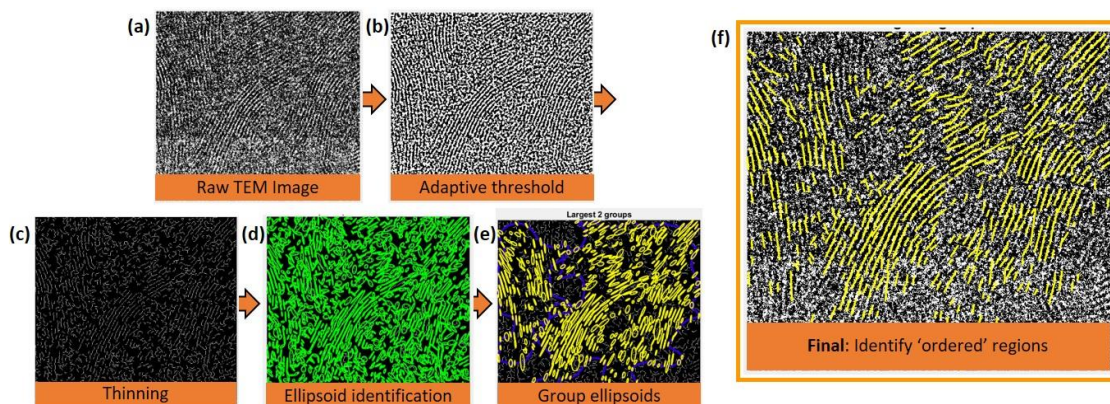 (a)
Raw TEM Image
(b)
Adaptive threshold
(c)
Thinning
(d)
Ellipsoid identification
(e)
Largest 2 groups
Group ellipsoids
(f)
Final: Identify ‘ordered’ regions